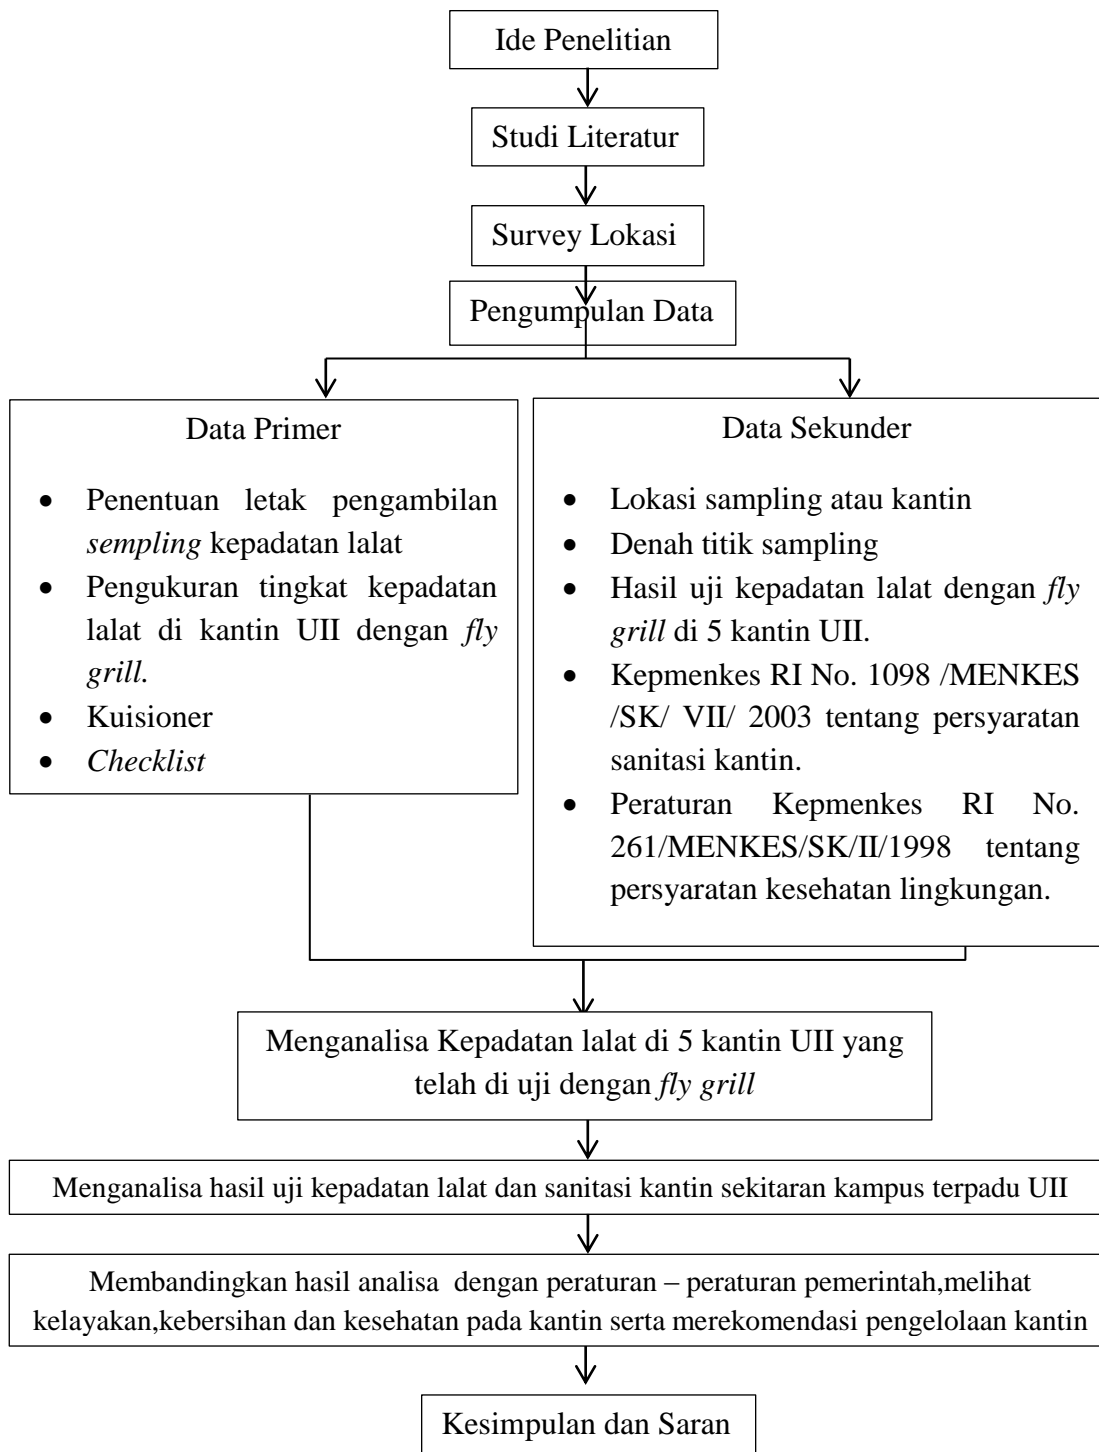 Ide Penelitian
Studi Literatur
Survey Lokasi
Pengumpulan Data
Data Primer
• Penentuan letak pengambilan
sempling kepadatan lalat
• Pengukuran tingkat kepadatan
lalat di kantin UII dengan fly
grill.
• Kuisioner
• Checklist
Data Sekunder
• Lokasi sampling atau kantin
• Denah titik sampling
• Hasil uji kepadatan lalat dengan fly
grill di 5 kantin UII.
• Kepmenkes RI No. 1098 /MENKES
/SK/ VII/ 2003 tentang persyaratan
sanitasi kantin.
• Peraturan Kepmenkes RI No.
261/MENKES/SK/II/1998 tentang
persyaratan kesehatan lingkungan.
Menganalisa Kepadatan lalat di 5 kantin UII yang
telah di uji dengan fly grill
Menganalisa hasil uji kepadatan lalat dan sanitasi kantin sekitaran kampus terpadu UII
Membandingkan hasil analisa dengan peraturan – peraturan pemerintah,melihat
kelayakan,kebersihan dan kesehatan pada kantin serta merekomendasi pengelolaan kantin
Kesimpulan dan Saran